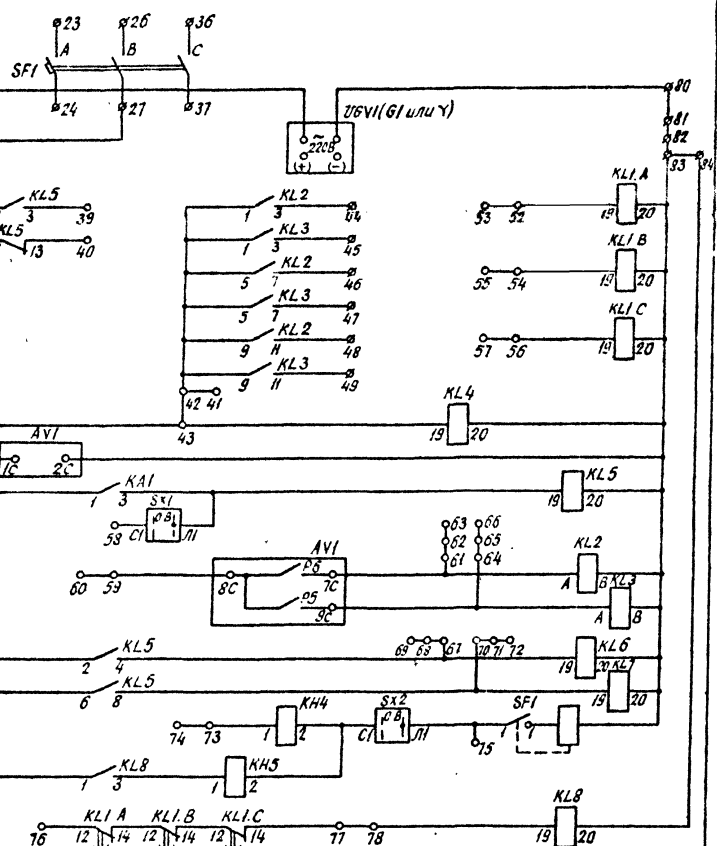 23 26 36
A B C
SF1
24 27 37
UGV1(G1 или Y)
~
220В
(+) (-)
80
81
82
83 84
KL5
3 39
KL5
13 40
KL2
1 3 44
KL3
1 3 45
KL2
5 7 46
KL3
5 7 47
KL2
9 11 48
KL3
9 11 49
42 41
43
KL1.A
53 52 19 20
KL1.B
55 54 19 20
KL1.C
57 56 19 20
KL4
19 20
AV1
1C 2C
KA1
1 3
SX1
O B
58 C1 Л1
KL5
19 20
63 66
62 65
61 64
AV1
P6
60 59 8C 7C
P5
9C
KL2
A B
KL3
A B
69 68 67 70 71 72
KL5
2 4
KL6
19 20
KL5
6 8
KL7
19 20
KH4
74 73 1 2
SX2
O B
C1 Л1
75
SF1
1 1
KL8
1 3
KH5
1 2
KL1.A KL1.B KL1.C
76 12 14 12 14 12 14 77 78
KL8
19 20